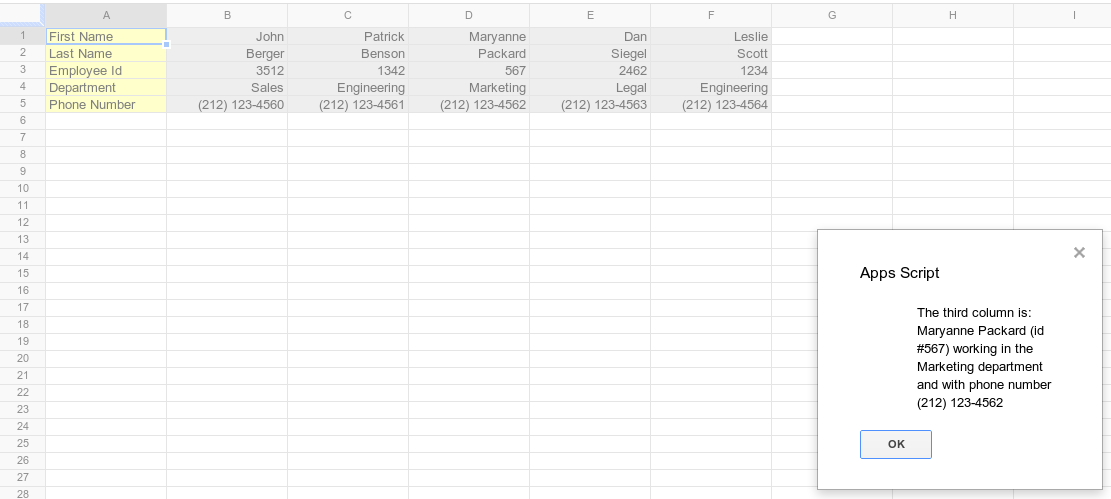 A B C D E F G H I
1 First Name John Patrick Maryanne Dan Leslie
2 Last Name Berger Benson Packard Siegel Scott
3 Employee Id 3512 1342 567 2462 1234
4 Department Sales Engineering Marketing Legal Engineering
5 Phone Number (212) 123-4560 (212) 123-4561 (212) 123-4562 (212) 123-4563 (212) 123-4564
6
7
8
9
10
11
12
13
14
15
16
17
18
19
20
21
22
23
24
25
26
27
28
×
Apps Script
The third column is:
Maryanne Packard (id
#567) working in the
Marketing department
and with phone number
(212) 123-4562
OK